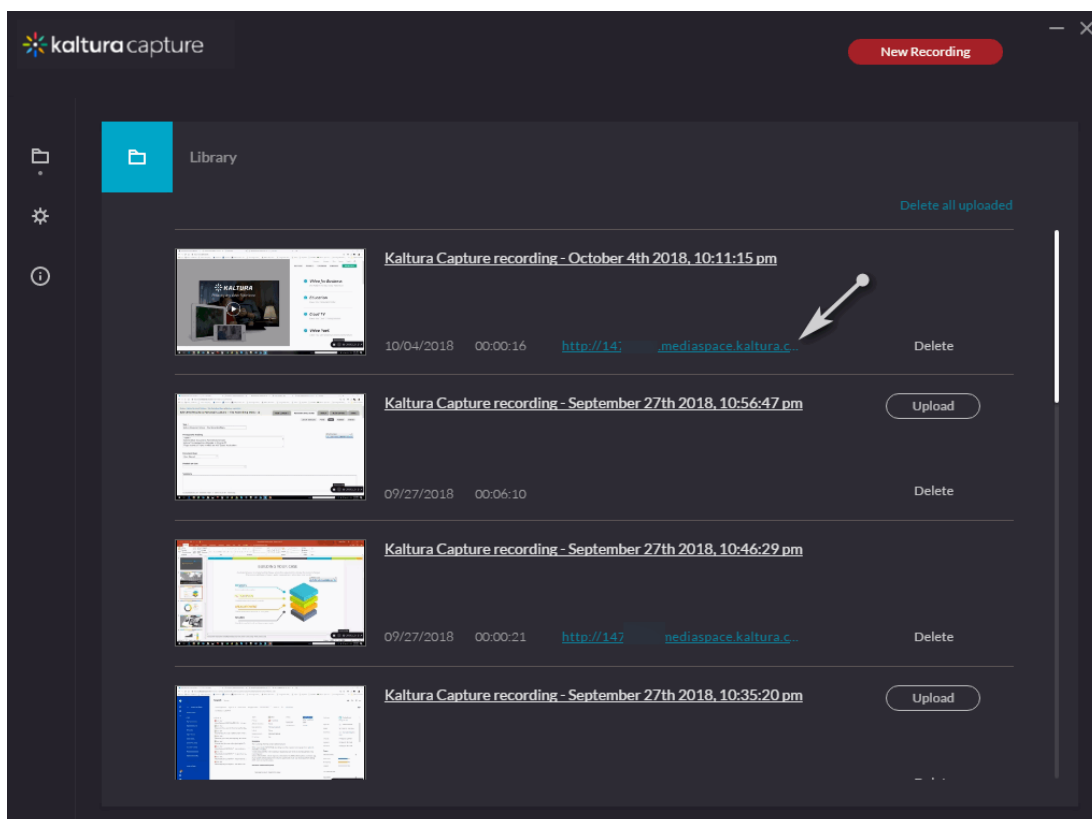 kaltura capture
New Recording
Library
Delete all uploaded
Kaltura Capture recording - October 4th 2018, 10:11:15 pm
KALTURA
10/04/2018 00:00:16 http://147 .mediaspace.kaltura.c... Delete
Kaltura Capture recording - September 27th 2018, 10:56:47 pm
Upload
09/27/2018 00:06:10 Delete
Kaltura Capture recording - September 27th 2018, 10:46:29 pm
09/27/2018 00:00:21 http://147 mediaspace.kaltura.c... Delete
Kaltura Capture recording - September 27th 2018, 10:35:20 pm
Upload